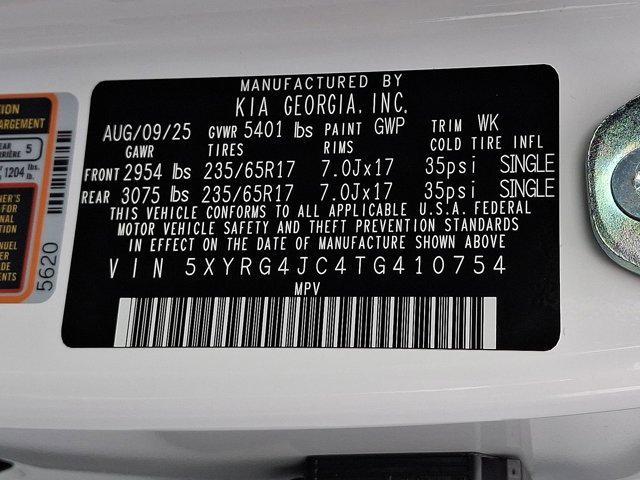 MANUFACTURED BY
KIA GEORGIA, INC.
AUG/09/25 GVWR 5401 lbs PAINT GWP TRIM WK
GAWR TIRES RIMS COLD TIRE INFL
FRONT 2954 lbs 235/65R17 7.0Jx17 35psi SINGLE
REAR 3075 lbs 235/65R17 7.0Jx17 35psi SINGLE
THIS VEHICLE CONFORMS TO ALL APPLICABLE U.S.A. FEDERAL
MOTOR VEHICLE SAFETY AND THEFT PREVENTION STANDARDS
IN EFFECT ON THE DATE OF MANUFACTURE SHOWN ABOVE
VIN 5XYRG4JC4TG410754
MPV
5
1204 lbs.
5620